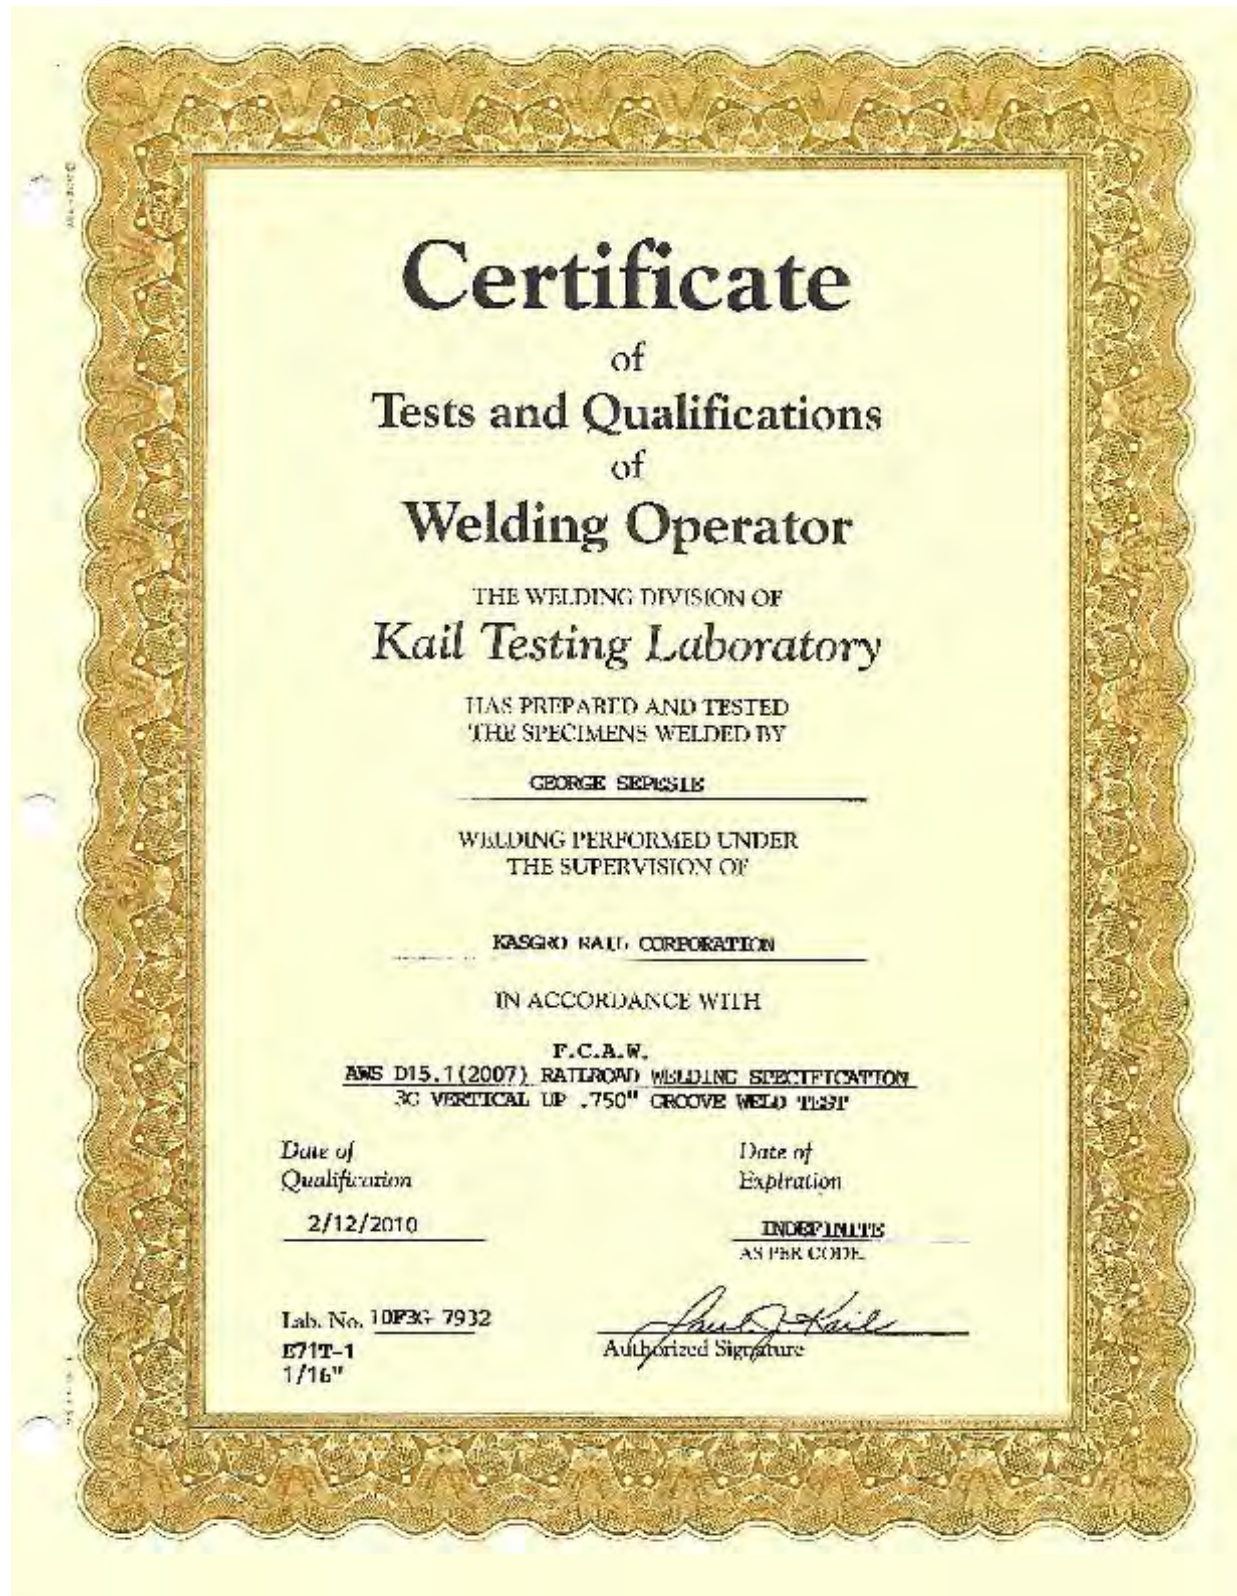 Certificate
of
Tests and Qualifications
of
Welding Operator
THE WELDING DIVISION OF
Kail Testing Laboratory
HAS PREPARED AND TESTED
THE SPECIMENS WELDED BY
GEORGE SEPESIE
WELDING PERFORMED UNDER
THE SUPERVISION OF
KASGRO RAIL CORPORATION
IN ACCORDANCE WITH
F.C.A.W.
AWS D15.1(2007) RAILROAD WELDING SPECIFICATION
3G VERTICAL UP .750" GROOVE WELD TEST
Date of Qualification
2/12/2010
Date of Expiration
INDEFINITE
AS PER CODE
Lab. No. 10F3G-7932
E71T-1
1/16"
Paul J. Kail
Authorized Signature